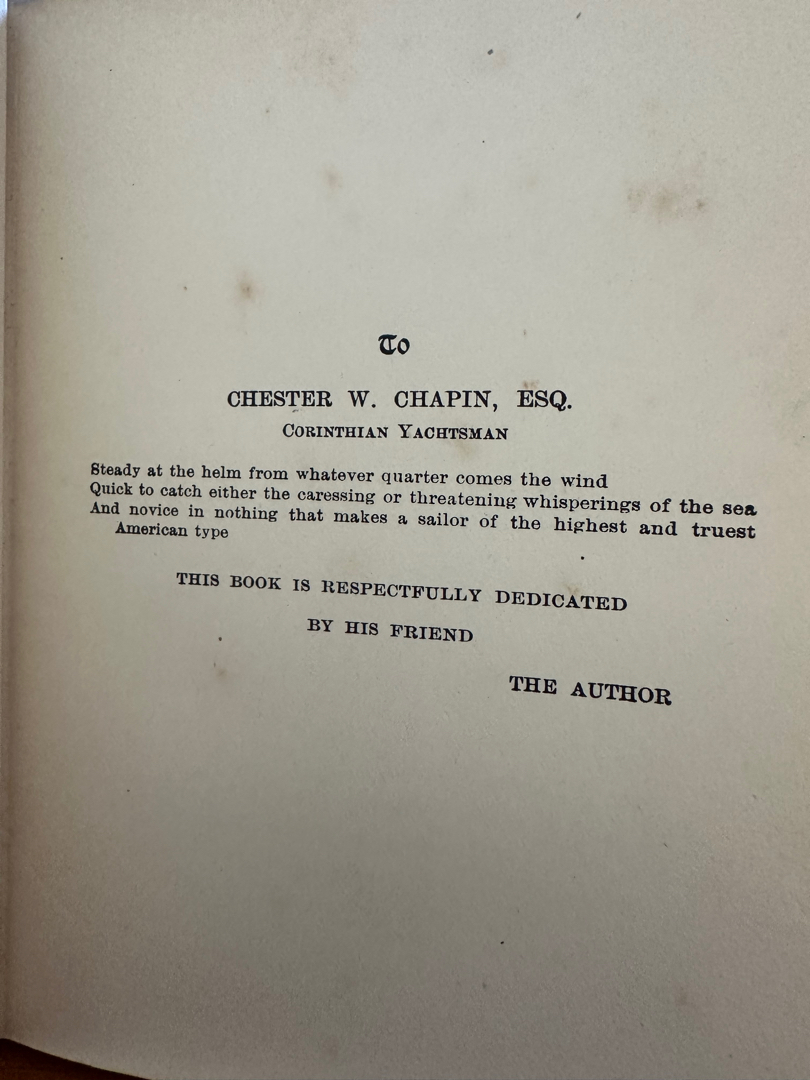 To
CHESTER W. CHAPIN, ESQ.
CORINTHIAN YACHTSMAN
Steady at the helm from whatever quarter comes the wind
Quick to catch either the caressing or threatening whisperings of the sea
And novice in nothing that makes a sailor of the highest and truest
American type
THIS BOOK IS RESPECTFULLY DEDICATED
BY HIS FRIEND
THE AUTHOR